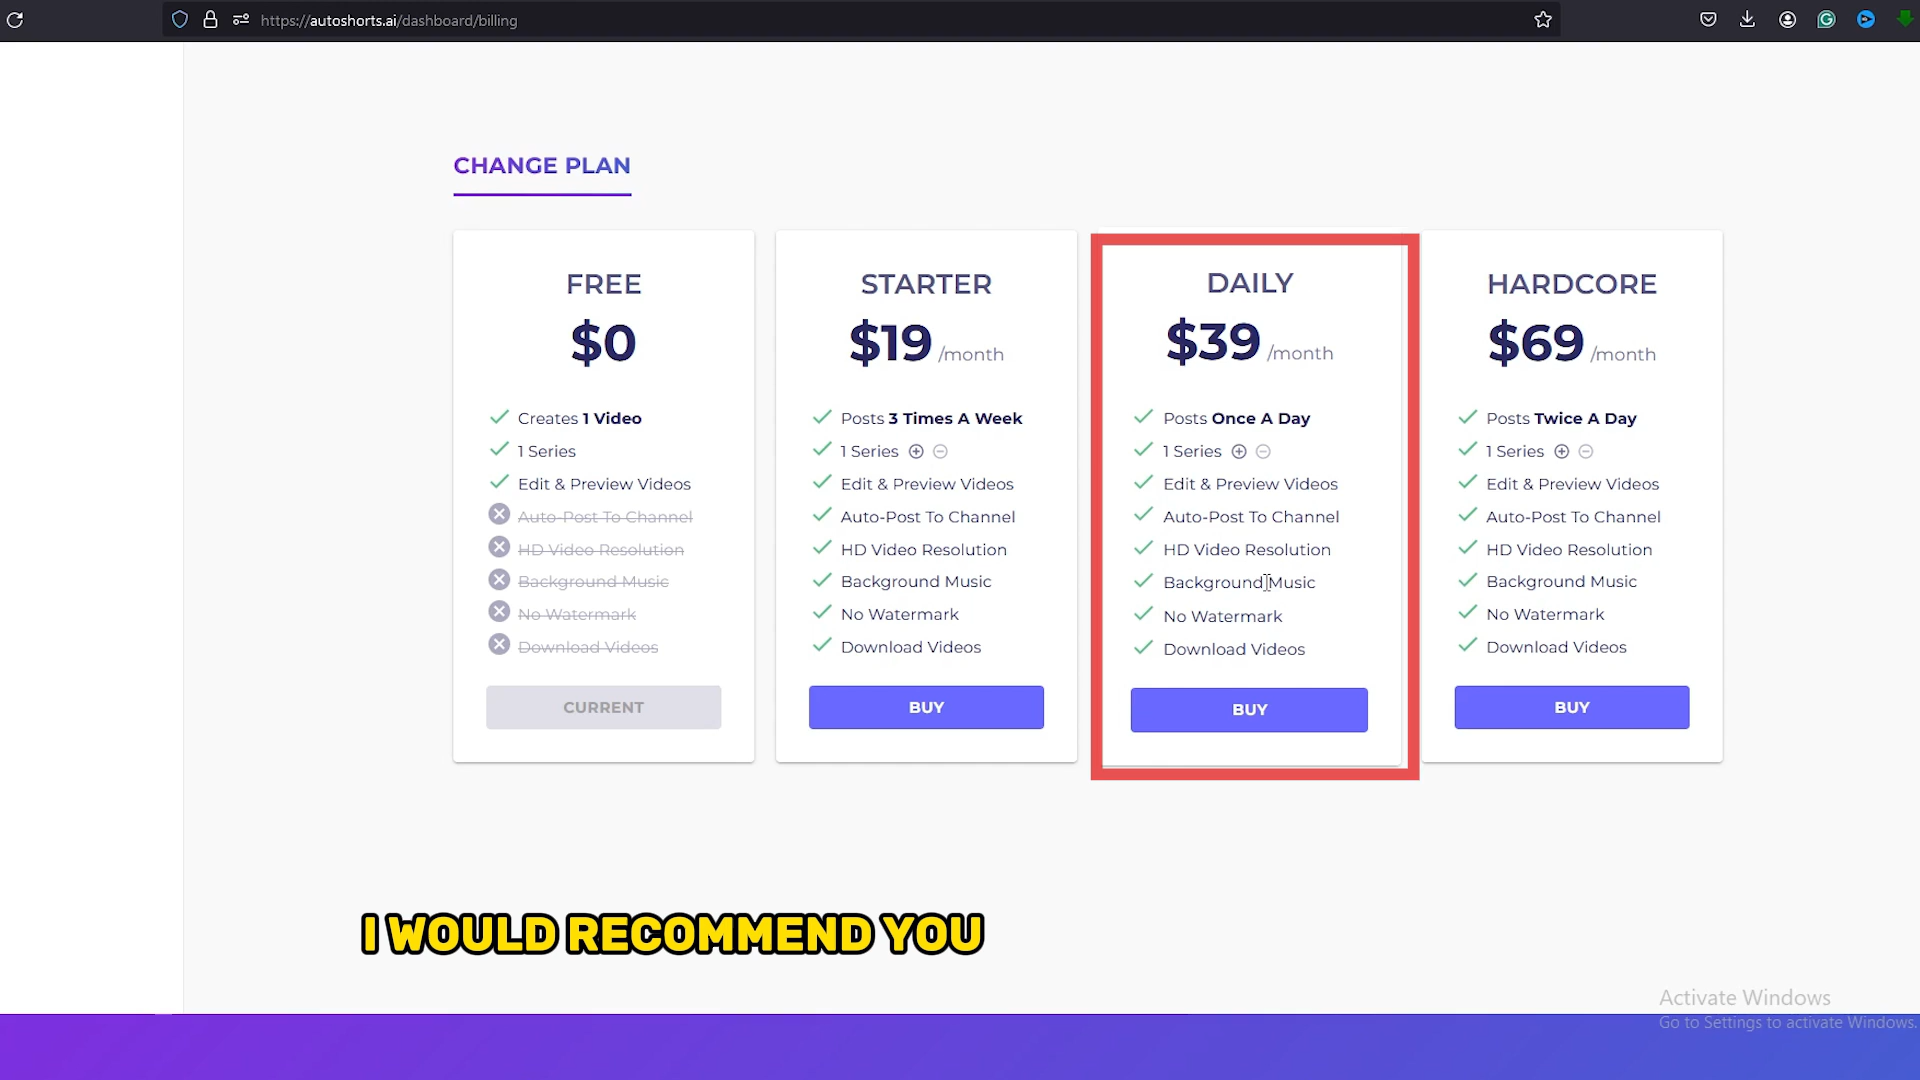 https://autoshorts.ai/dashboard/billing
CHANGE PLAN
FREE
$0
Creates 1 Video
1 Series
Edit & Preview Videos
Auto-Post To Channel
HD Video Resolution
Background Music
No Watermark
Download Videos
CURRENT
STARTER
$19 /month
Posts 3 Times A Week
1 Series
Edit & Preview Videos
Auto-Post To Channel
HD Video Resolution
Background Music
No Watermark
Download Videos
BUY
DAILY
$39 /month
Posts Once A Day
1 Series
Edit & Preview Videos
Auto-Post To Channel
HD Video Resolution
Background Music
No Watermark
Download Videos
BUY
HARDCORE
$69 /month
Posts Twice A Day
1 Series
Edit & Preview Videos
Auto-Post To Channel
HD Video Resolution
Background Music
No Watermark
Download Videos
BUY
I WOULD RECOMMEND YOU
Activate Windows
Go to Settings to activate Windows.